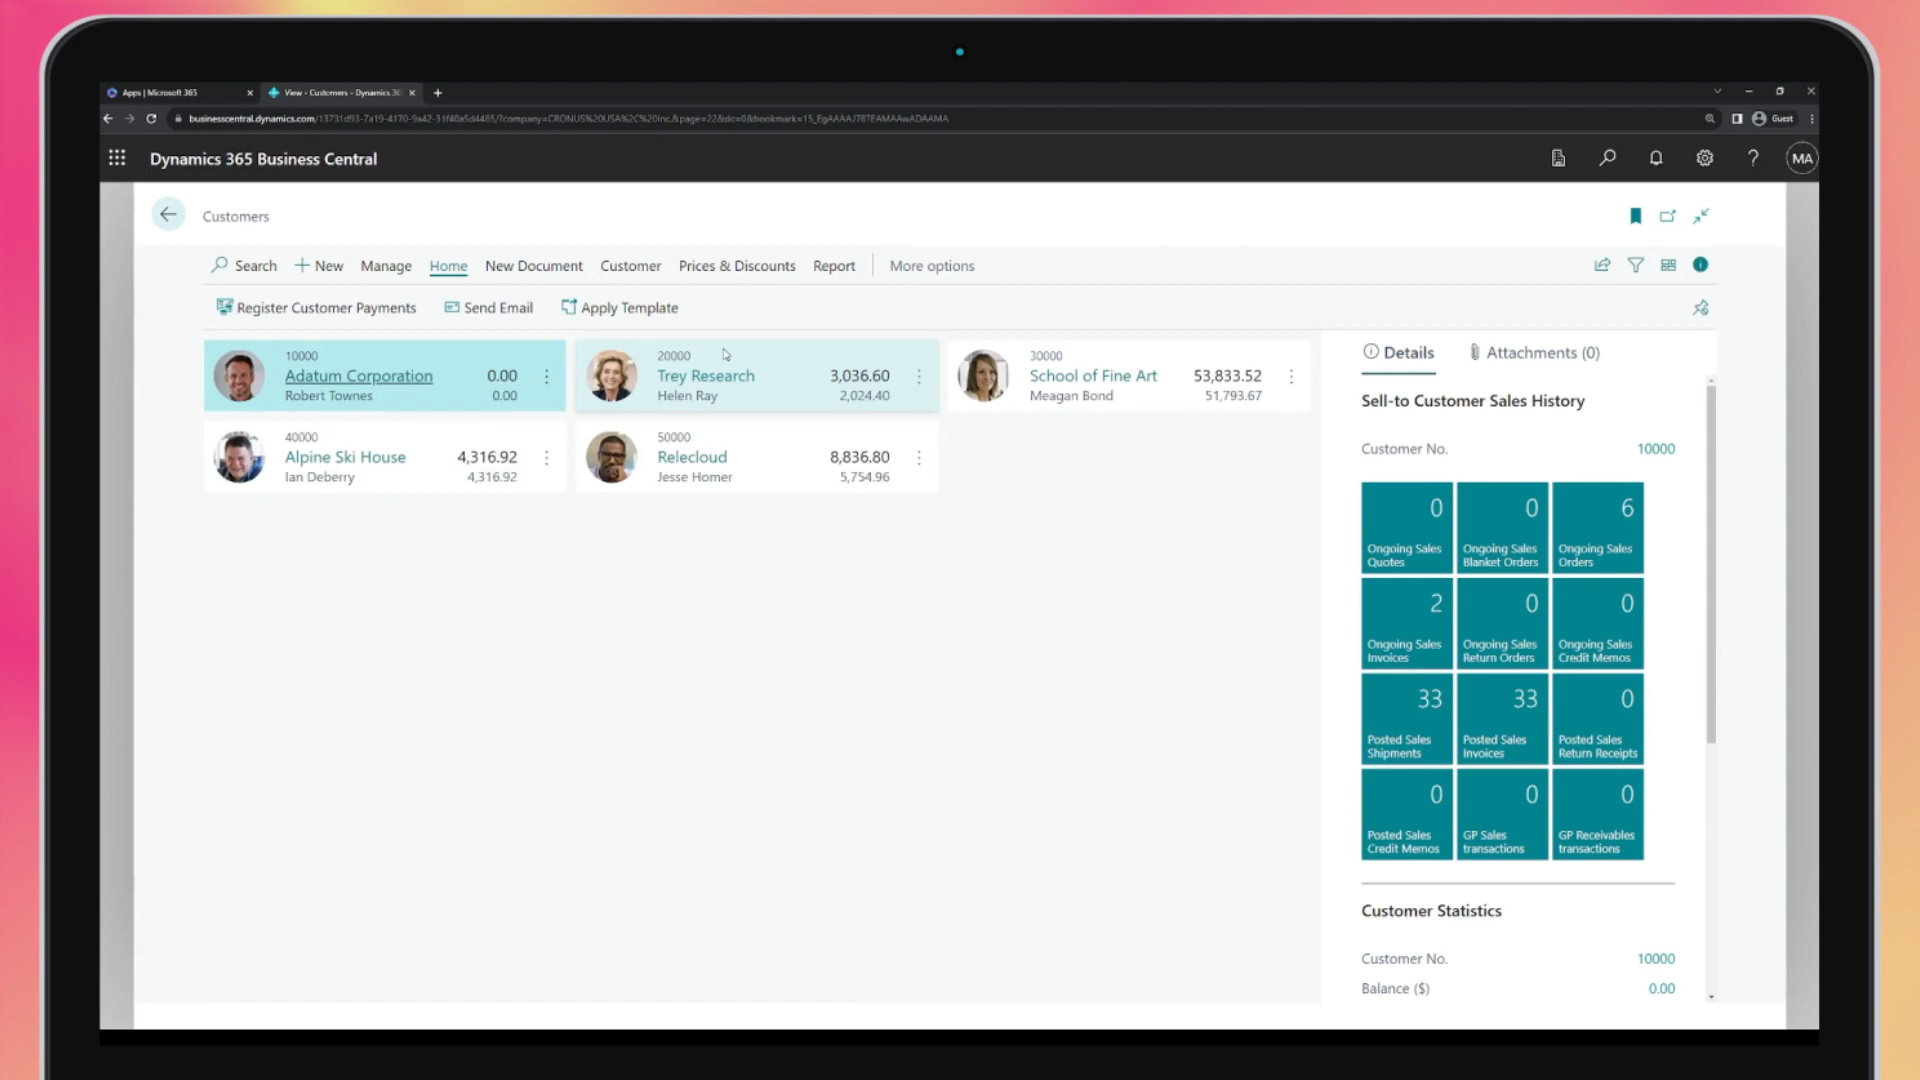 Apps | Microsoft 365
View - Customers - Dynamics 36
Guest
Dynamics 365 Business Central
MA
Customers
Search New Manage Home New Document Customer Prices & Discounts Report More options
Register Customer Payments Send Email Apply Template
10000
Adatum Corporation 0.00
Robert Townes 0.00
20000
Trey Research 3,036.60
Helen Ray 2,024.40
30000
School of Fine Art 53,833.52
Meagan Bond 51,793.67
40000
Alpine Ski House 4,316.92
Ian Deberry 4,316.92
50000
Relecloud 8,836.80
Jesse Homer 5,754.96
Details Attachments (0)
Sell-to Customer Sales History
Customer No. 10000
0
Ongoing Sales
Quotes
0
Ongoing Sales
Blanket Orders
6
Ongoing Sales
Orders
2
Ongoing Sales
Invoices
0
Ongoing Sales
Return Orders
0
Ongoing Sales
Credit Memos
33
Posted Sales
Shipments
33
Posted Sales
Invoices
0
Posted Sales
Return Receipts
0
Posted Sales
Credit Memos
0
GP Sales
transactions
0
GP Receivables
transactions
Customer Statistics
Customer No. 10000
Balance ($) 0.00